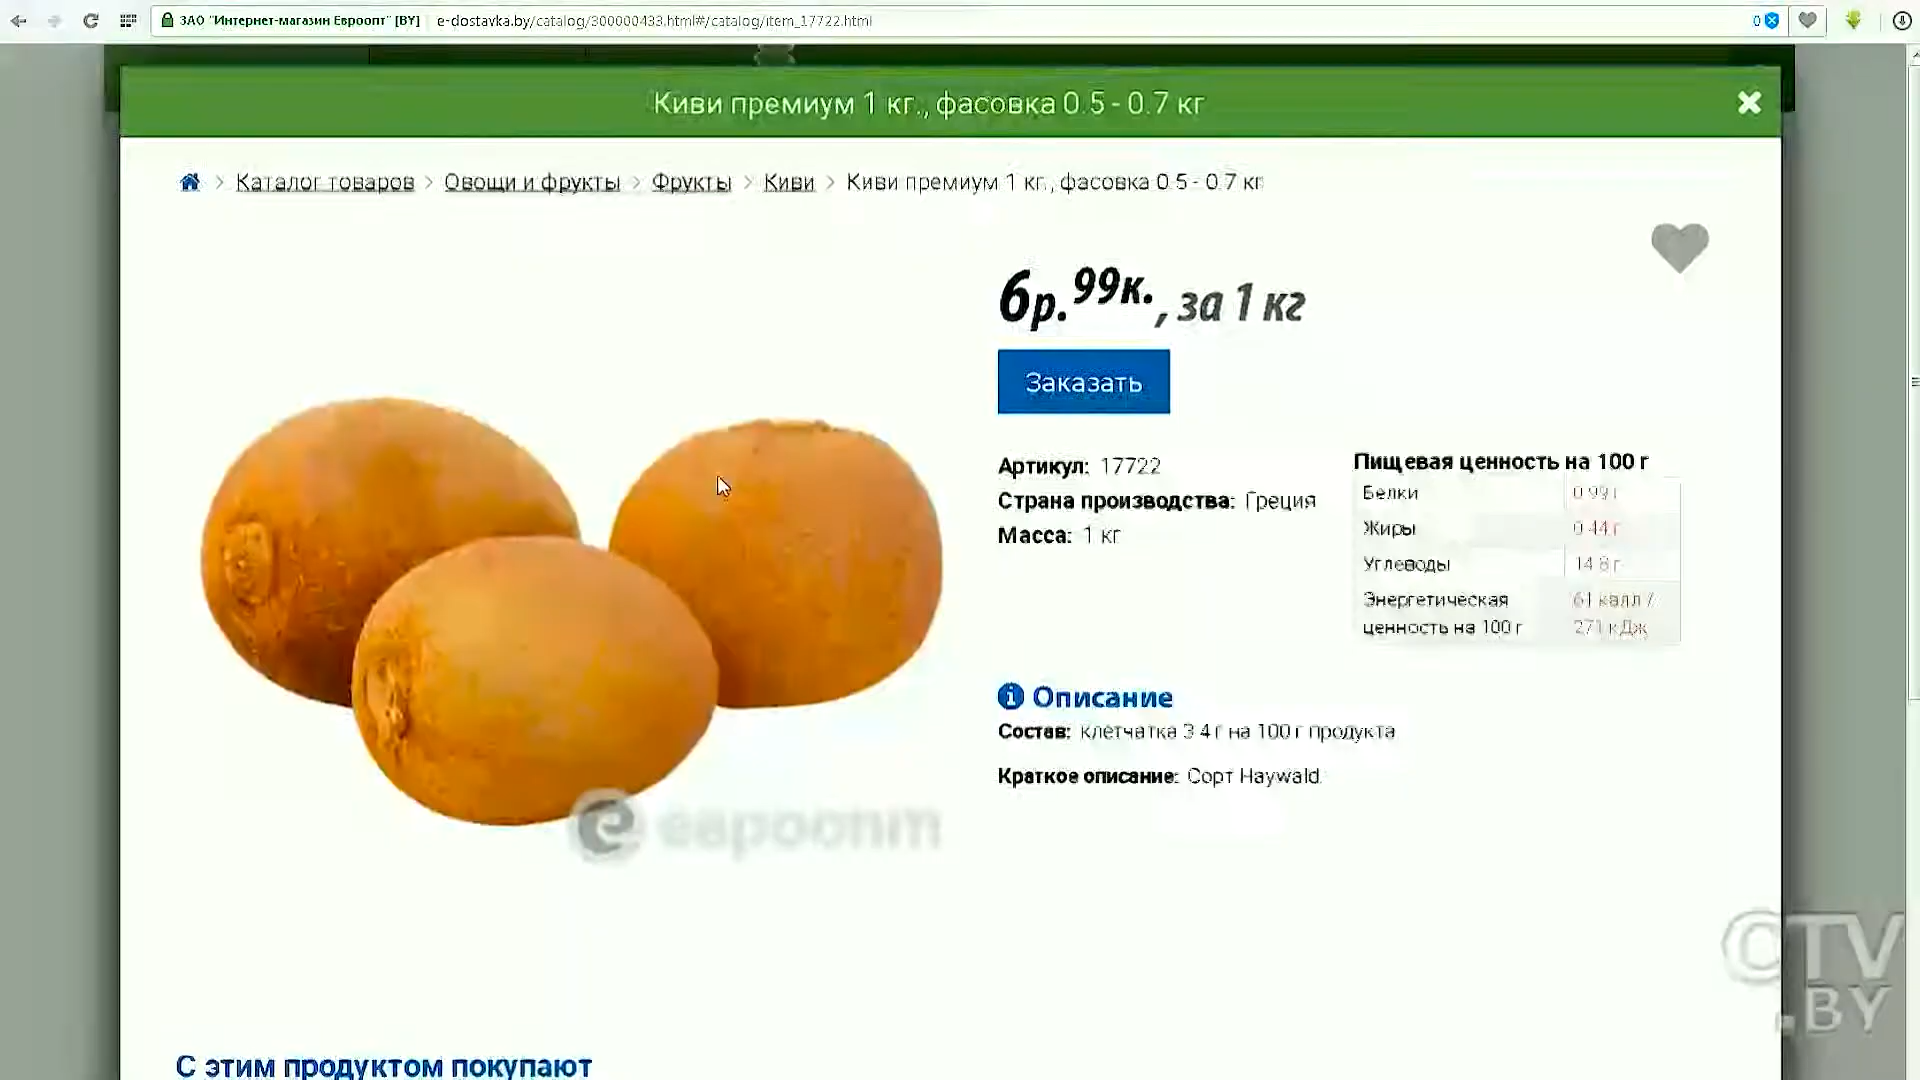 ЗАО "Интернет-магазин Евроопт" [BY] e-dostavka.by/catalog/300000433.html#/catalog/item_17722.html
0
Киви премиум 1 кг., фасовка 0.5 - 0.7 кг
Каталог товаров > Овощи и фрукты > Фрукты > Киви > Киви премиум 1 кг., фасовка 0.5 - 0.7 кг
6р.99к., за 1 кг
Заказать
Артикул: 17722
Страна производства: Греция
Масса: 1 кг
Пищевая ценность на 100 г
Белки 0.99 г
Жиры 0.44 г
Углеводы 14.8 г
Энергетическая 61 калл /
ценность на 100 г 271 кДж
Описание
Состав: клетчатка 3.4 г на 100 г продукта
Краткое описание: Сорт Haywald
евроопт
CTV
.BY
С этим продуктом покупают